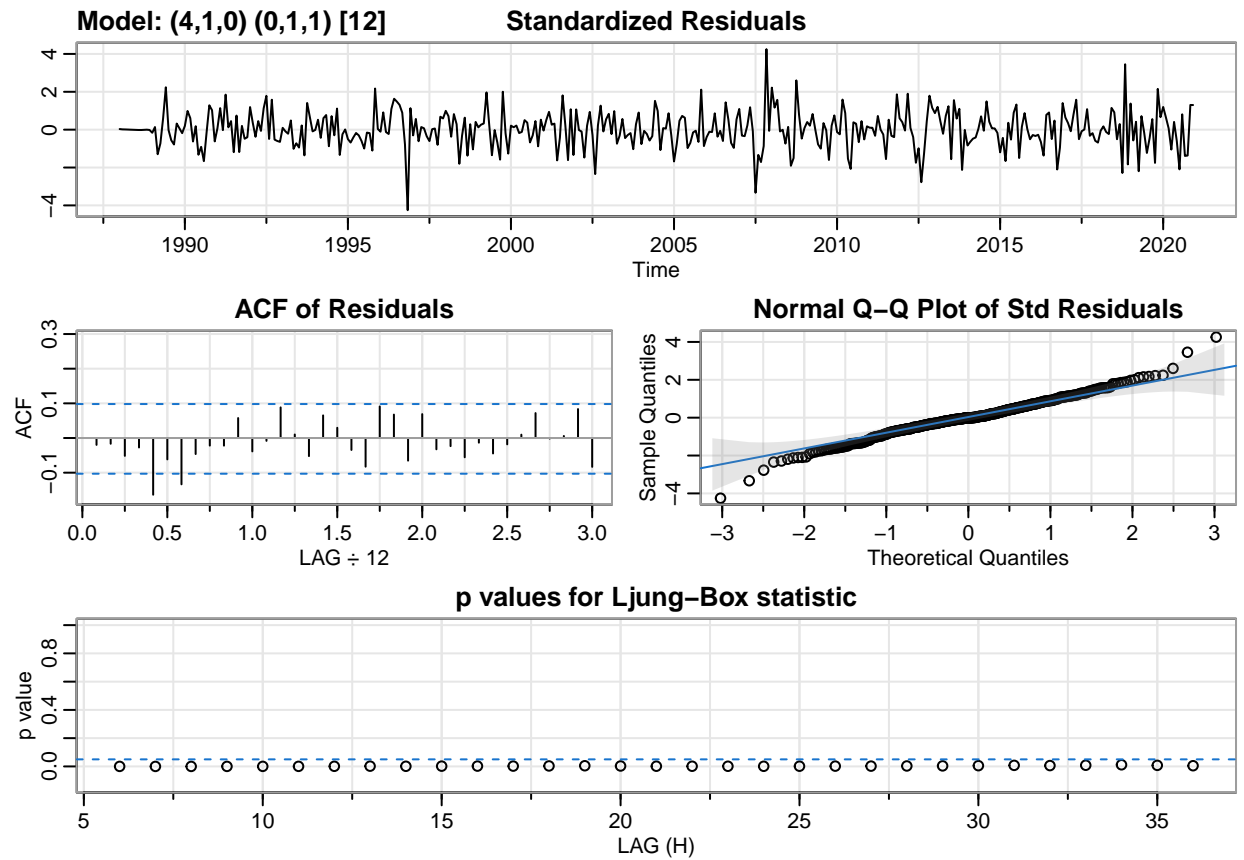 Model: (4,1,0) (0,1,1) [12] Standardized Residuals
4
2
0
−4
1990 1995 2000 2005 2010 2015 2020
Time
ACF of Residuals
ACF
0.3
0.1
−0.1
0.0 0.5 1.0 1.5 2.0 2.5 3.0
LAG ÷ 12
Normal Q−Q Plot of Std Residuals
Sample Quantiles
4
2
0
−4
−3 −2 −1 0 1 2 3
Theoretical Quantiles
p values for Ljung−Box statistic
p value
0.8
0.4
0.0
5 10 15 20 25 30 35
LAG (H)